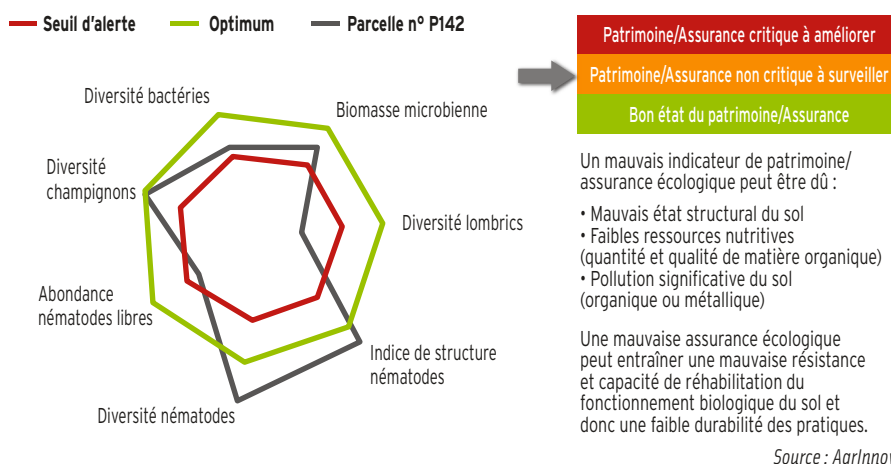 Seuil d'alerte
Optimum
Parcelle n° P142
Diversité bactéries
Biomasse microbienne
Diversité
champignons
Diversité lombrics
Abondance
nématodes libres
Indice de structure
nématodes
Diversité nématodes
Patrimoine/Assurance critique à améliorer
Patrimoine/Assurance non critique à surveiller
Bon état du patrimoine/Assurance
Un mauvais indicateur de patrimoine/
assurance écologique peut être dû :
• Mauvais état structural du sol
• Faibles ressources nutritives
(quantité et qualité de matière organique)
• Pollution significative du sol
(organique ou métallique)
Une mauvaise assurance écologique
peut entraîner une mauvaise résistance
et capacité de réhabilitation du
fonctionnement biologique du sol et
donc une faible durabilité des pratiques.
Source : AgrInnov